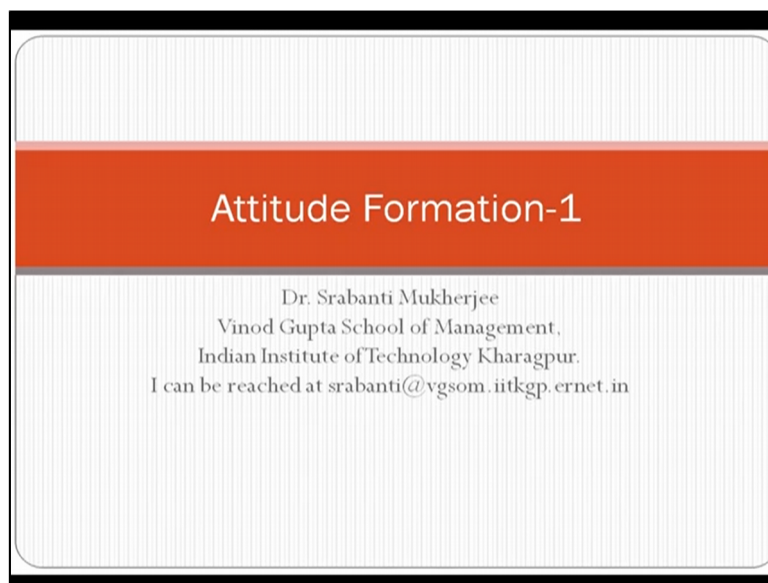 Attitude Formation-1
Dr. Srabanti Mukherjee
Vinod Gupta School of Management,
Indian Institute of Technology Kharagpur.
I can be reached at srabanti@vgsom.iitkgp.ernet.in